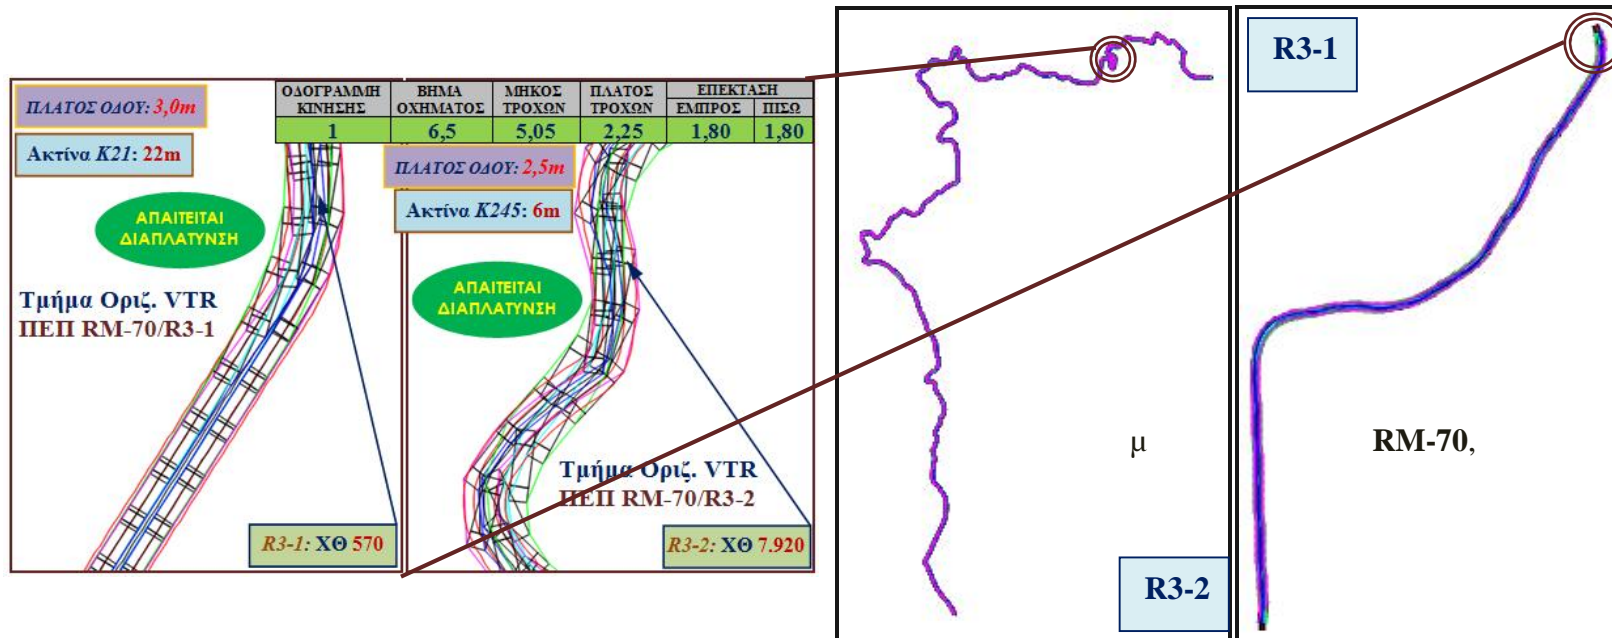 ΠΛΑΤΟΣ ΟΔΟΥ: 3,0m
Ακτίνα Κ21: 22m
ΟΔΟΓΡΑΜΜΗ ΚΙΝΗΣΗΣ ΒΗΜΑ ΟΧΗΜΑΤΟΣ ΜΗΚΟΣ ΤΡΟΧΩΝ ΠΛΑΤΟΣ ΤΡΟΧΩΝ ΕΠΕΚΤΑΣΗ
ΕΜΠΡΟΣ ΠΙΣΩ
1 6,5 5,05 2,25 1,80 1,80
ΑΠΑΙΤΕΙΤΑΙ
ΔΙΑΠΛΑΤΥΝΣΗ
Τμήμα Οριζ. VTR
ΠΕΠ RM-70/R3-1
R3-1: ΧΘ 570
ΠΛΑΤΟΣ ΟΔΟΥ: 2,5m
Ακτίνα Κ245: 6m
ΑΠΑΙΤΕΙΤΑΙ
ΔΙΑΠΛΑΤΥΝΣΗ
Τμήμα Οριζ. VTR
ΠΕΠ RM-70/R3-2
R3-2: ΧΘ 7.920
μ
R3-2
R3-1
RM-70,